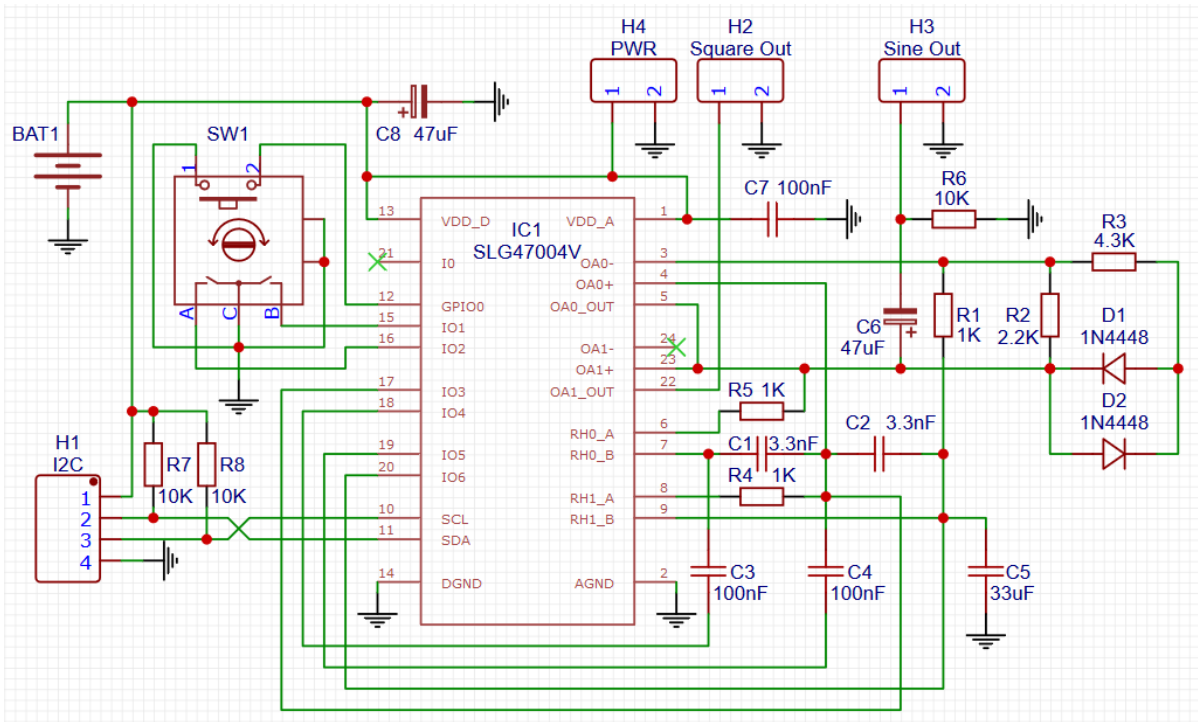 H4
PWR
1 2
H2
Square Out
1 2
H3
Sine Out
1 2
BAT1
SW1
1 2
A C B
+
C8 47uF
C7 100nF
R6
10K
R3
4.3K
IC1
SLG47004V
13 VDD_D
21 I0
12 GPIO0
15 IO1
16 IO2
17 IO3
18 IO4
19 IO5
20 IO6
10 SCL
11 SDA
14 DGND
VDD_A 1
OA0- 3
OA0+ 4
OA0_OUT 5
OA1- 24
OA1+ 23
OA1_OUT 22
RH0_A 6
RH0_B 7
RH1_A 8
RH1_B 9
AGND 2
C6
47uF
+
R1
1K
R2
2.2K
D1
1N4448
D2
1N4448
R5 1K
C1 3.3nF
C2 3.3nF
R4 1K
C3
100nF
C4
100nF
C5
33uF
H1
I2C
1
2
3
4
R7
10K
R8
10K